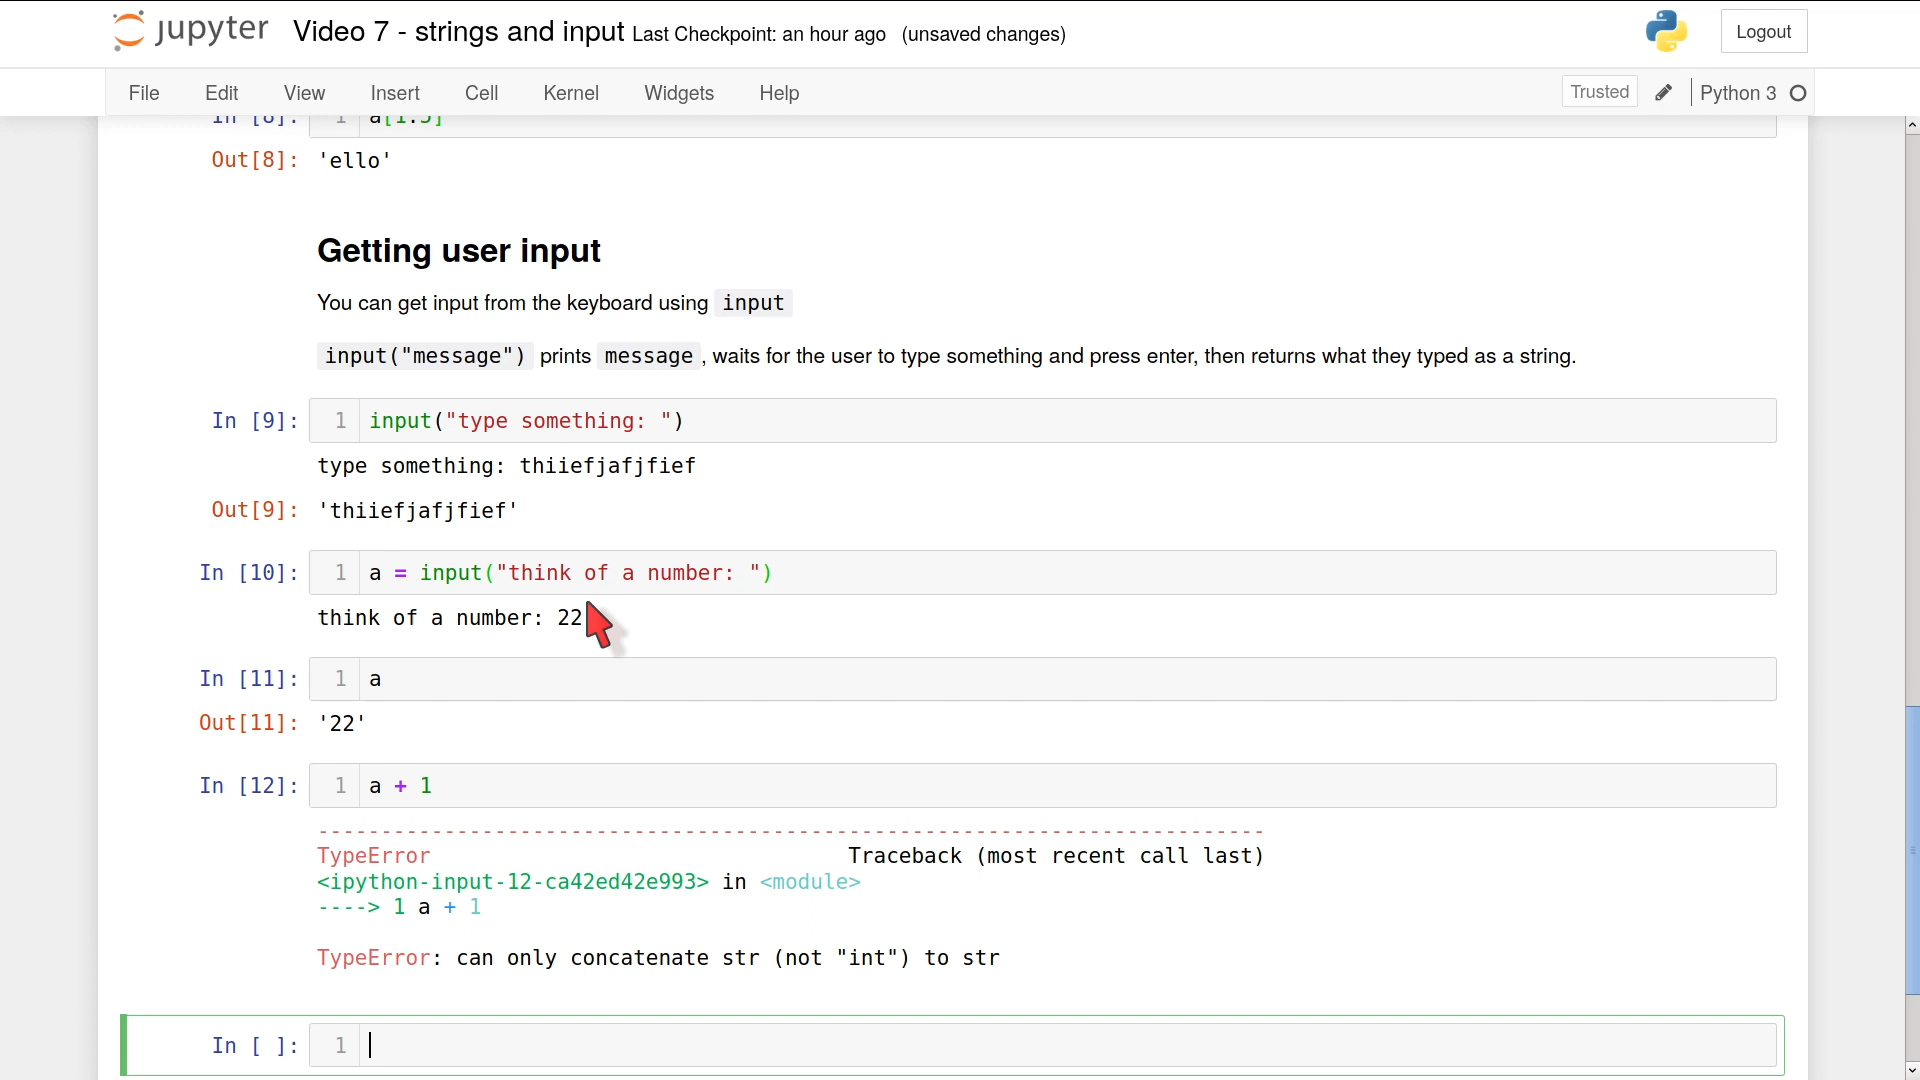 jupyter Video 7 - strings and input Last Checkpoint: an hour ago (unsaved changes) Logout
File Edit View Insert Cell Kernel Widgets Help Trusted Python 3
In [8]: 1 a[1:5]
Out[8]: 'ello'
Getting user input
You can get input from the keyboard using input
input("message") prints message , waits for the user to type something and press enter, then returns what they typed as a string.
In [9]: 1 input("type something: ")
type something: thiiefjafjfief
Out[9]: 'thiiefjafjfief'
In [10]: 1 a = input("think of a number: ")
think of a number: 22
In [11]: 1 a
Out[11]: '22'
In [12]: 1 a + 1
---------------------------------------------------------------------------
TypeError Traceback (most recent call last)
<ipython-input-12-ca42ed42e993> in <module>
----> 1 a + 1
TypeError: can only concatenate str (not "int") to str
In [ ]: 1